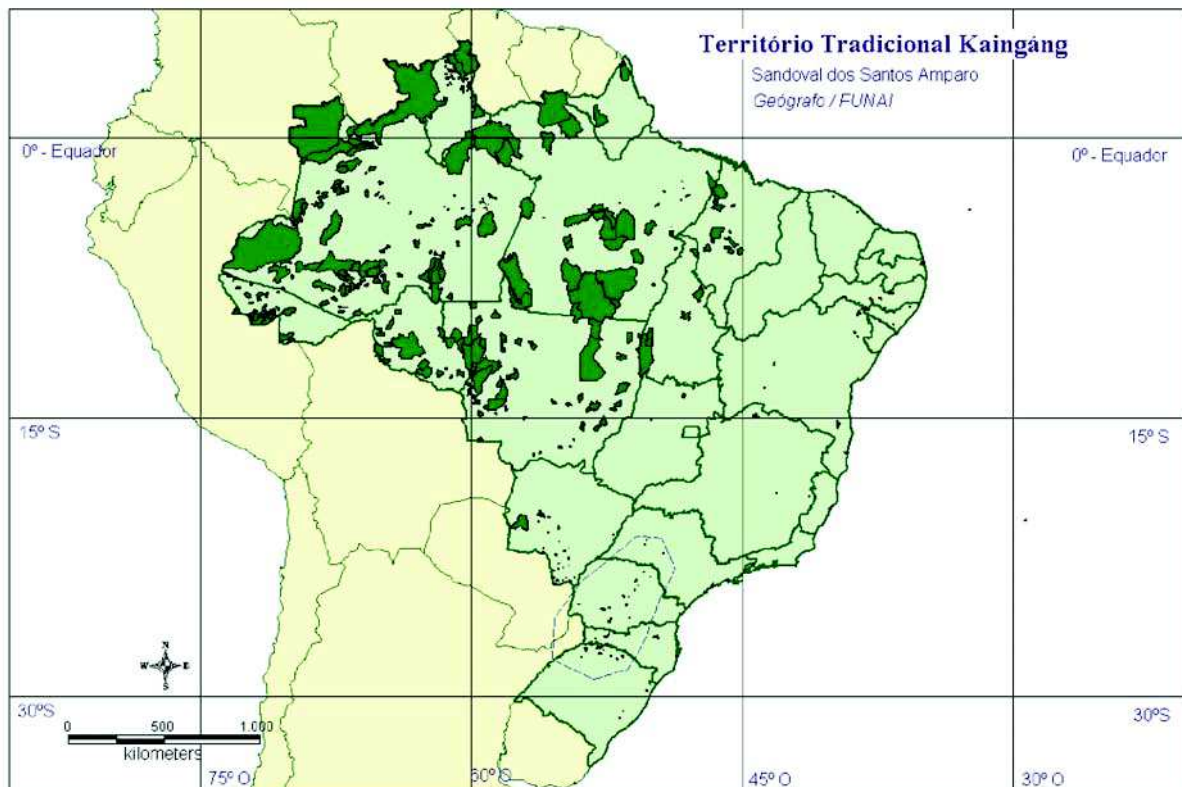 Território Tradicional Kaingáng
Sandoval dos Santos Amparo
Geógrafo / FUNAI
0º - Equador
0º - Equador
15º S
15º S
N
W E
S
30ºS
30ºS
0 500 1.000
kilometers
75º O
60º O
45º O
30º O